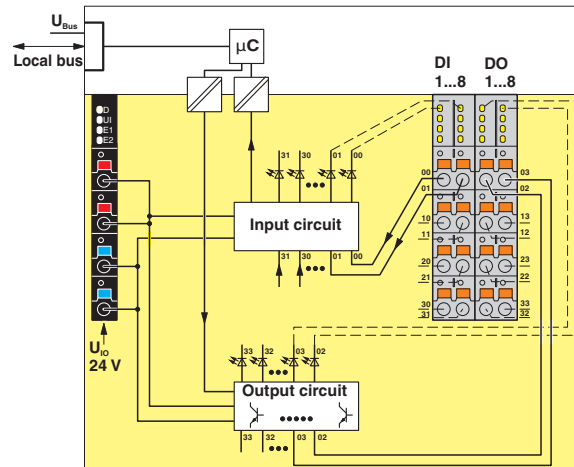 U Bus
Local bus
µC
DI
1...8
DO
1...8
D
UI
E1
E2
31 30 01 00
Input circuit
31 30 01 00
00
01
03
02
10
11
13
12
20
21
23
22
30
31
33
32
U IO
24 V
33 32 03 02
Output circuit
33 32 03 02